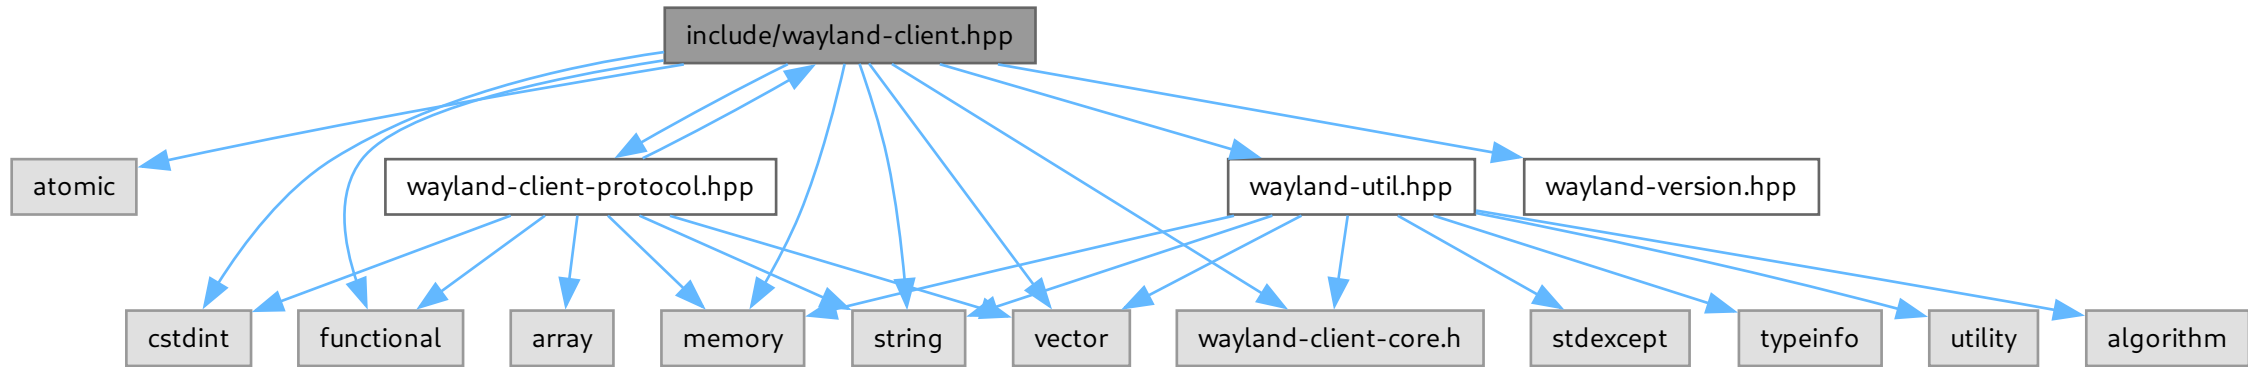 include/wayland-client.hpp
atomic
wayland-client-protocol.hpp
wayland-util.hpp
wayland-version.hpp
cstdint
functional
array
memory
string
vector
wayland-client-core.h
stdexcept
typeinfo
utility
algorithm